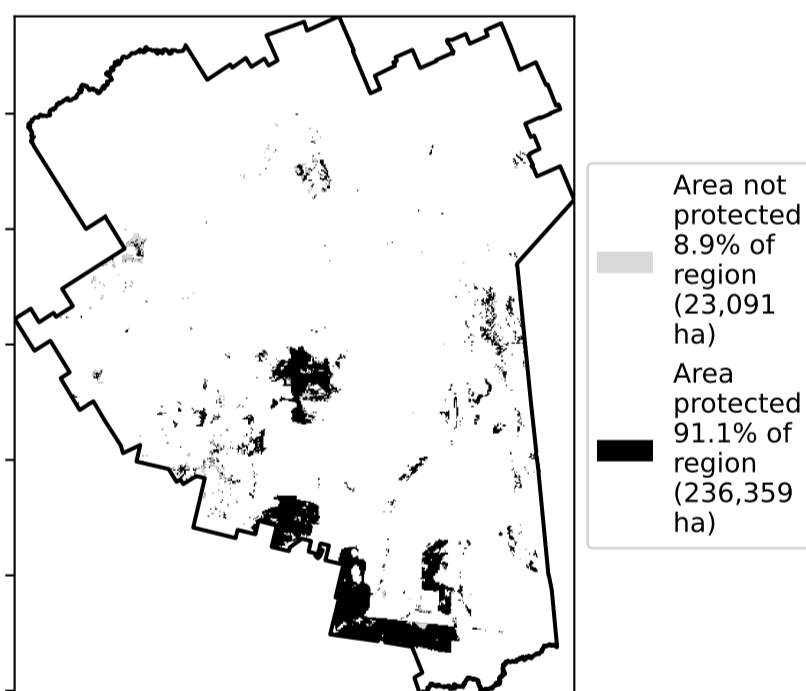 Area not
protected
8.9% of
region
(23,091
ha)
Area
protected
91.1% of
region
(236,359
ha)